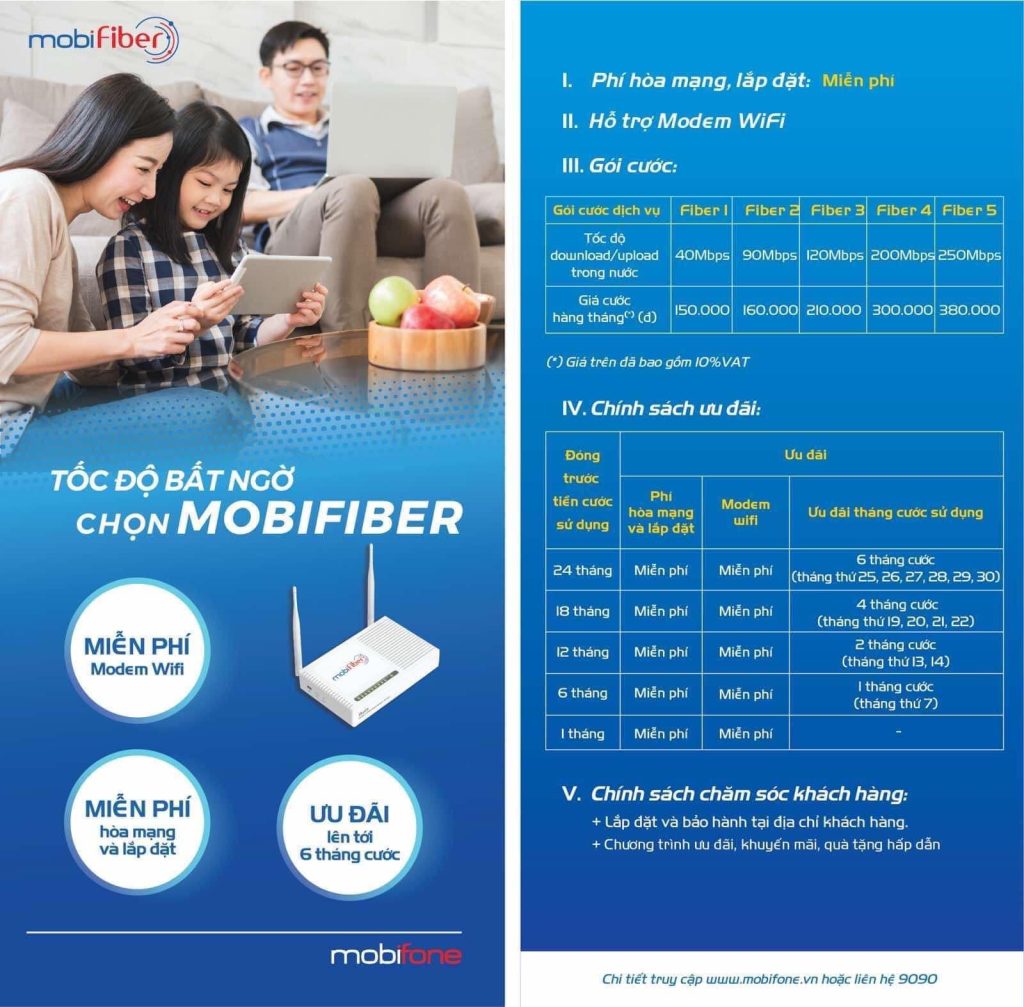 mobiFiber
TỐC ĐỘ BẤT NGỜ
CHỌN MOBIFIBER
MIỄN PHÍ
Modem Wifi
mobiFiber
MIỄN PHÍ
hòa mạng
và lắp đặt
ƯU ĐÃI
lên tới
6 tháng cước
mobifone
I. Phí hòa mạng, lắp đặt: Miễn phí
II. Hỗ trợ Modem WiFi
III. Gói cước:
Gói cước dịch vụ Fiber 1 Fiber 2 Fiber 3 Fiber 4 Fiber 5
Tốc độ
download/upload
trong nước
40Mbps 90Mbps 120Mbps 200Mbps 250Mbps
Giá cước
hàng tháng(*) (đ)
150.000 160.000 210.000 300.000 380.000
(*) Giá trên đã bao gồm 10%VAT
IV. Chính sách ưu đãi:
Đóng
trước
tiền cước
sử dụng
Ưu đãi
Phí
hòa mạng
và lắp đặt
Modem
wifi
Ưu đãi tháng cước sử dụng
24 tháng Miễn phí Miễn phí 6 tháng cước
(tháng thứ 25, 26, 27, 28, 29, 30)
18 tháng Miễn phí Miễn phí 4 tháng cước
(tháng thứ 19, 20, 21, 22)
12 tháng Miễn phí Miễn phí 2 tháng cước
(tháng thứ 13, 14)
6 tháng Miễn phí Miễn phí 1 tháng cước
(tháng thứ 7)
1 tháng Miễn phí Miễn phí -
V. Chính sách chăm sóc khách hàng:
+ Lắp đặt và bảo hành tại địa chỉ khách hàng.
+ Chương trình ưu đãi, khuyến mãi, quà tặng hấp dẫn
Chi tiết truy cập www.mobifone.vn hoặc liên hệ 9090